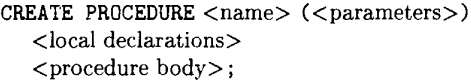 CREATE PROCEDURE <name> (<parameters>)
<local declarations>
<procedure body>;